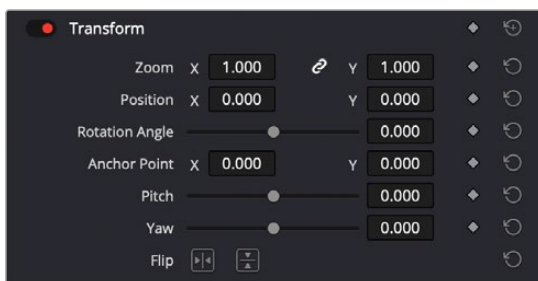 Transform
Zoom X 1.000 Y 1.000
Position X 0.000 Y 0.000
Rotation Angle 0.000
Anchor Point X 0.000 Y 0.000
Pitch 0.000
Yaw 0.000
Flip